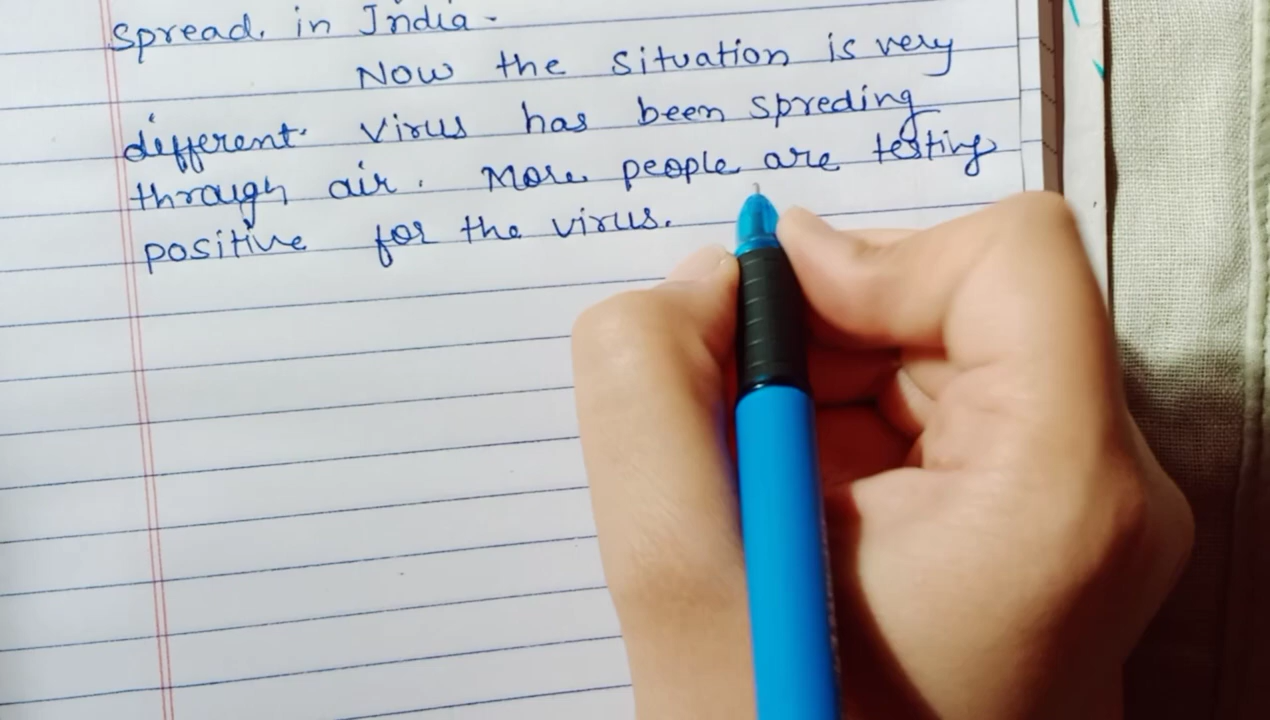 spread. in India -
Now the situation is very
different. Virus has been spreding
through air. More people are testing
positive for the virus.